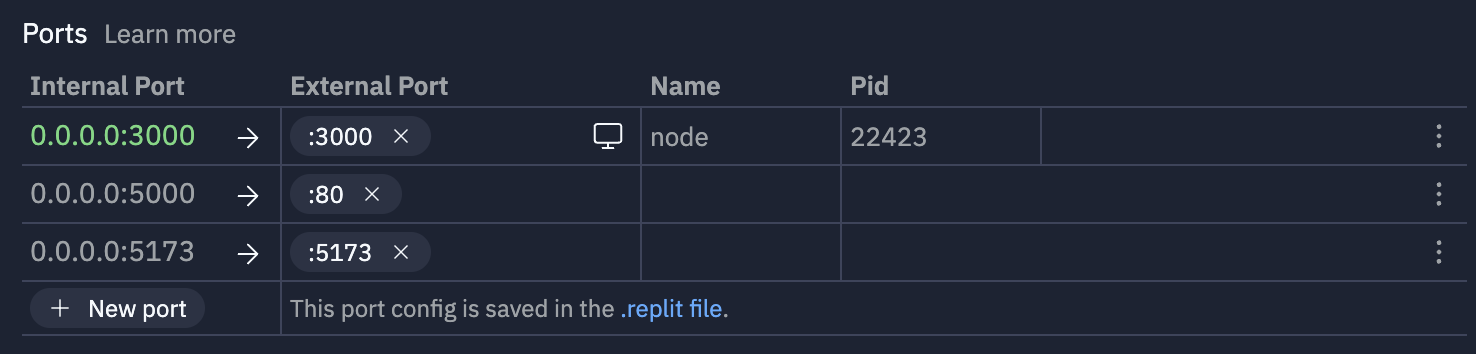 Ports Learn more
Internal Port External Port Name Pid
0.0.0.0:3000 → :3000 × node 22423
0.0.0.0:5000 → :80 ×
0.0.0.0:5173 → :5173 ×
+ New port This port config is saved in the .replit file.